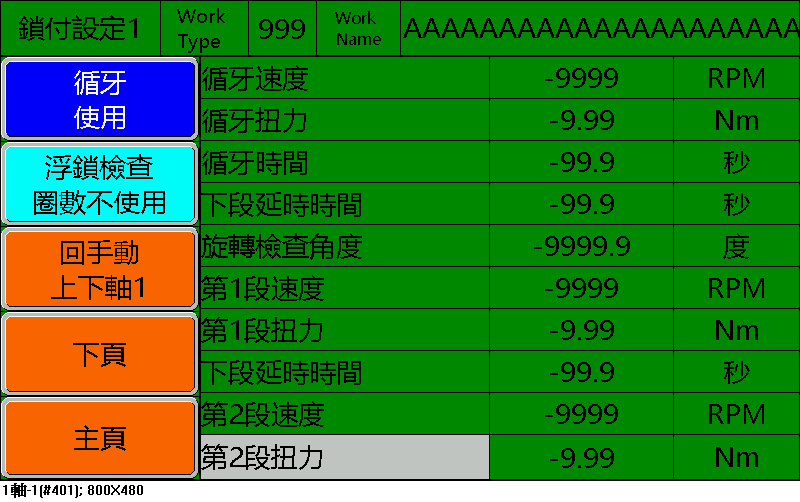 鎖付設定1 Work Type 999 Work Name AAAAAAAAAAAAAAAAAAAA
循牙
使用
浮鎖檢查
圈數不使用
回手動
上下軸1
下頁
主頁
循牙速度 -9999 RPM
循牙扭力 -9.99 Nm
循牙時間 -99.9 秒
下段延時時間 -99.9 秒
旋轉檢查角度 -9999.9 度
第1段速度 -9999 RPM
第1段扭力 -9.99 Nm
下段延時時間 -99.9 秒
第2段速度 -9999 RPM
第2段扭力 -9.99 Nm
1軸-1(#401); 800X480